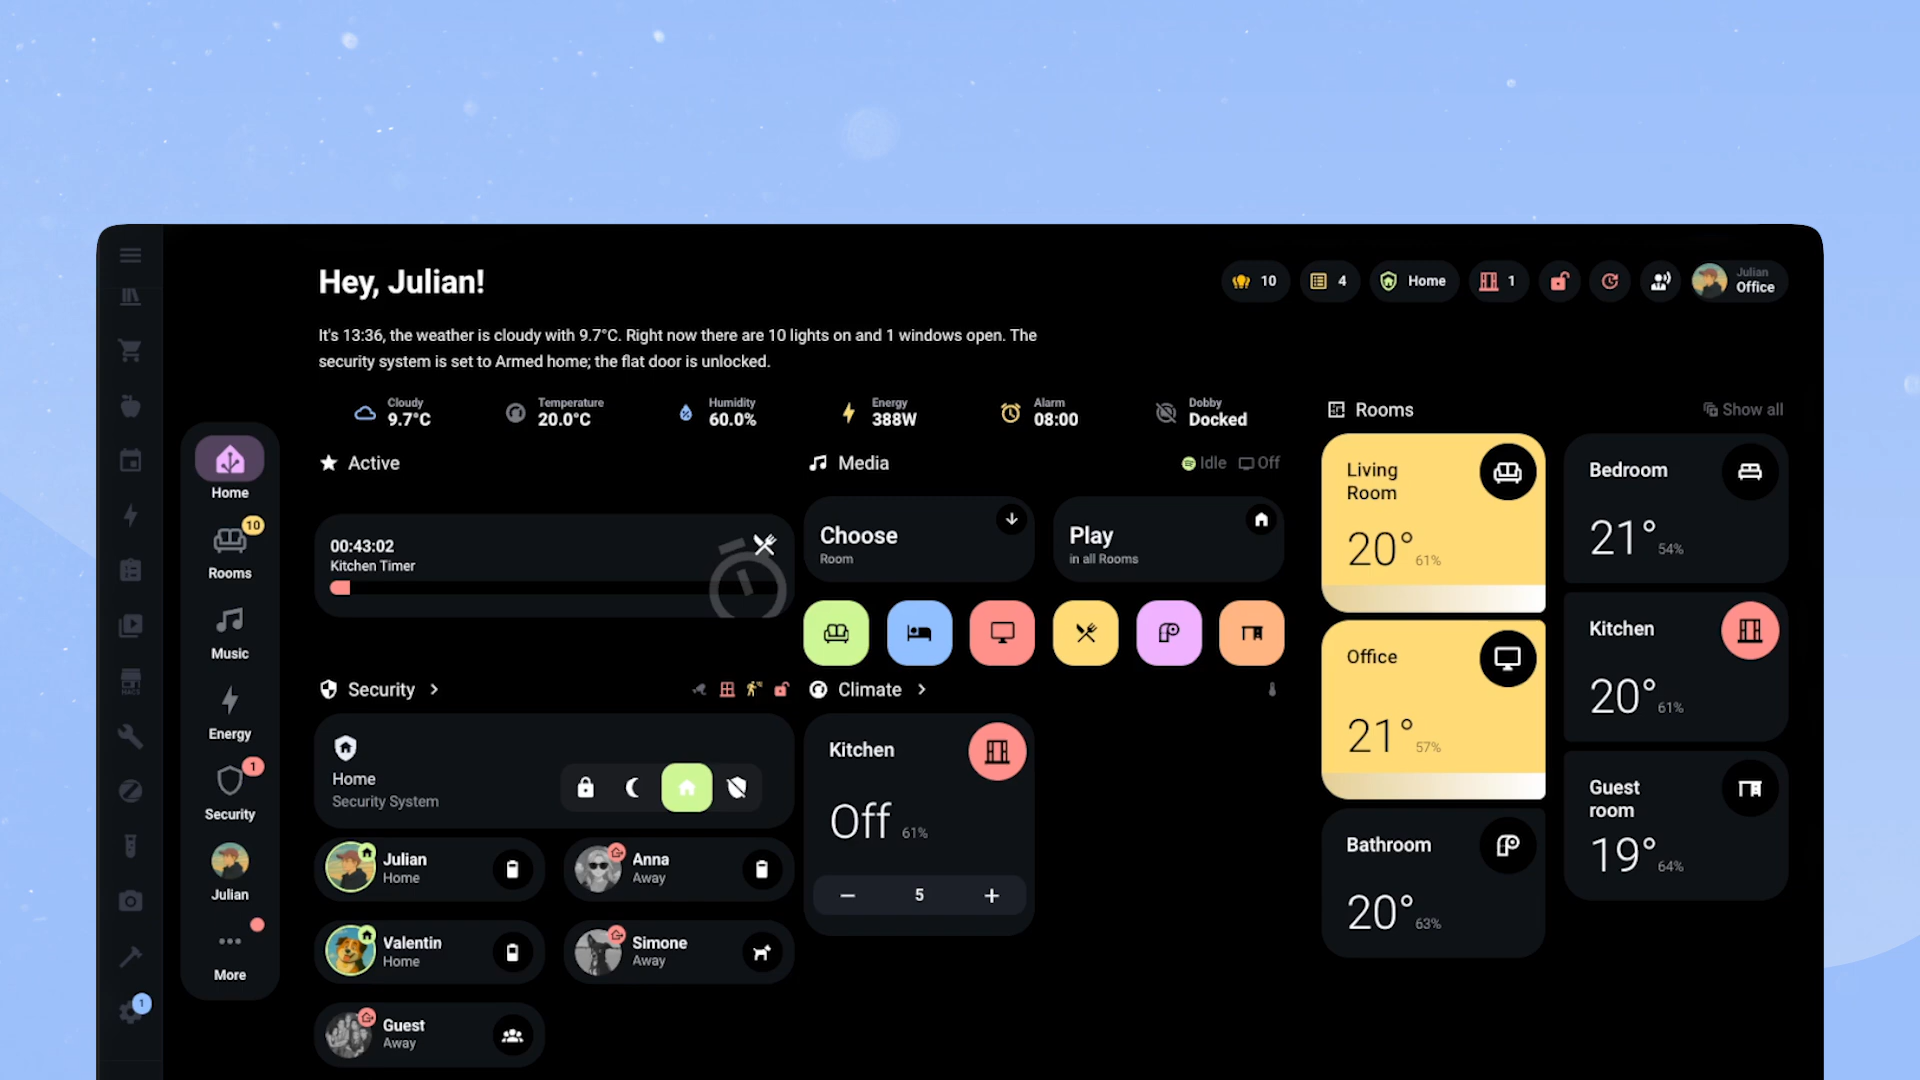 Hey, Julian!
10
4
Home
1
Julian
Office
It's 13:36, the weather is cloudy with 9.7°C. Right now there are 10 lights on and 1 windows open. The
security system is set to Armed home; the flat door is unlocked.
Cloudy
9.7°C
Temperature
20.0°C
Humidity
60.0%
Energy
388W
Alarm
08:00
Dobby
Docked
Home
10
Rooms
Music
Energy
1
Security
Julian
More
HACS
1
Active
00:43:02
Kitchen Timer
Media
Idle
Off
Choose
Room
Play
in all Rooms
Security
Home
Security System
Julian
Home
Anna
Away
Valentin
Home
Simone
Away
Guest
Away
Climate
Kitchen
Off 61%
− 5 +
Rooms
Show all
Living
Room
20° 61%
Office
21° 57%
Bathroom
20° 63%
Bedroom
21° 54%
Kitchen
20° 61%
Guest
room
19° 64%